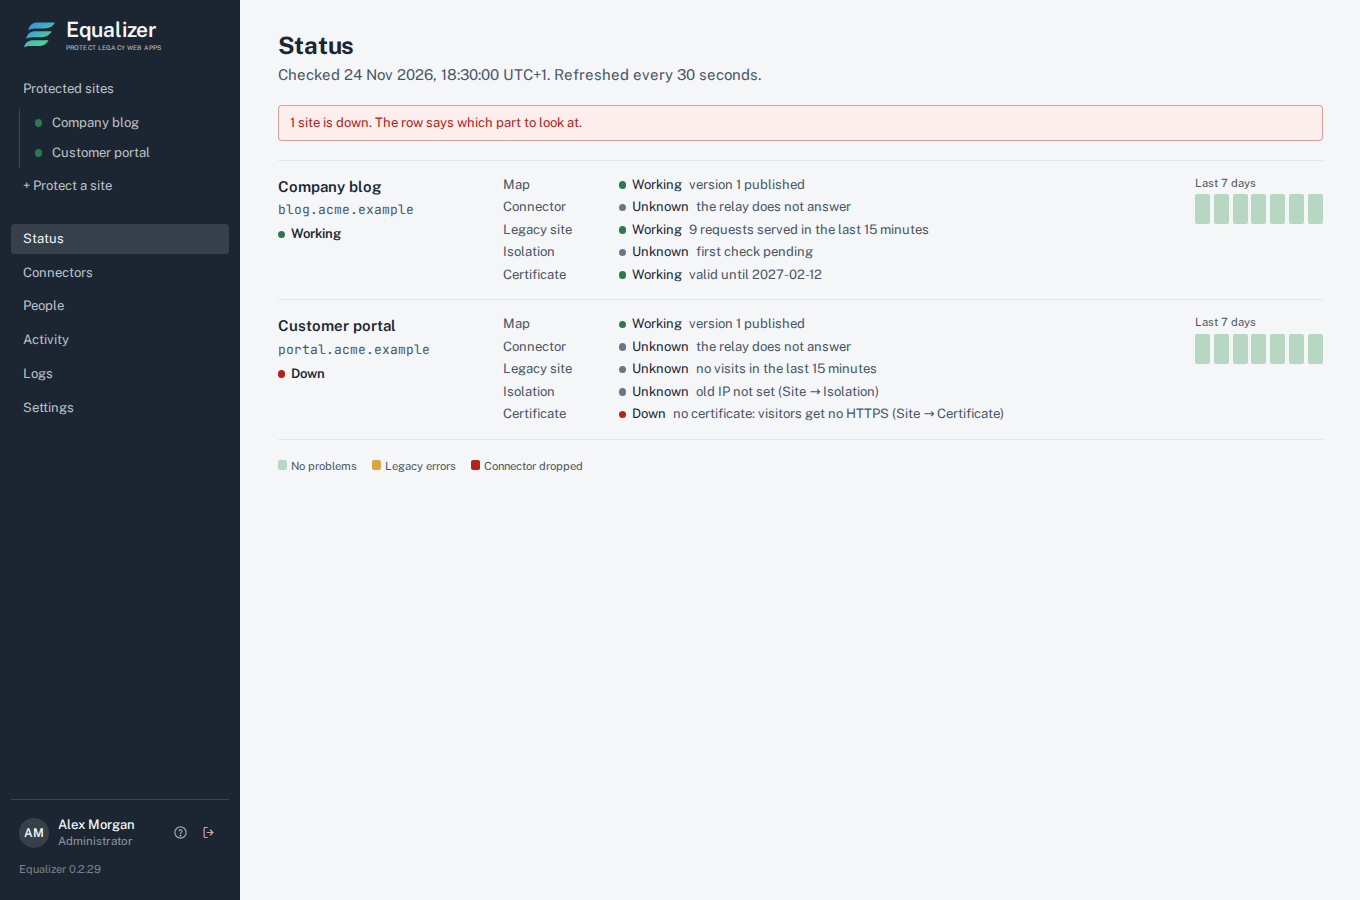 Equalizer
PROTECT LEGACY WEB APPS
Protected sites
Company blog
Customer portal
+ Protect a site
Status
Connectors
People
Activity
Logs
Settings
AM
Alex Morgan
Administrator
Equalizer 0.2.29
Status
Checked 24 Nov 2026, 18:30:00 UTC+1. Refreshed every 30 seconds.
1 site is down. The row says which part to look at.
Company blog
blog.acme.example
Working
Map Working version 1 published
Connector Unknown the relay does not answer
Legacy site Working 9 requests served in the last 15 minutes
Isolation Unknown first check pending
Certificate Working valid until 2027-02-12
Last 7 days
Customer portal
portal.acme.example
Down
Map Working version 1 published
Connector Unknown the relay does not answer
Legacy site Unknown no visits in the last 15 minutes
Isolation Unknown old IP not set (Site → Isolation)
Certificate Down no certificate: visitors get no HTTPS (Site → Certificate)
Last 7 days
No problems Legacy errors Connector dropped